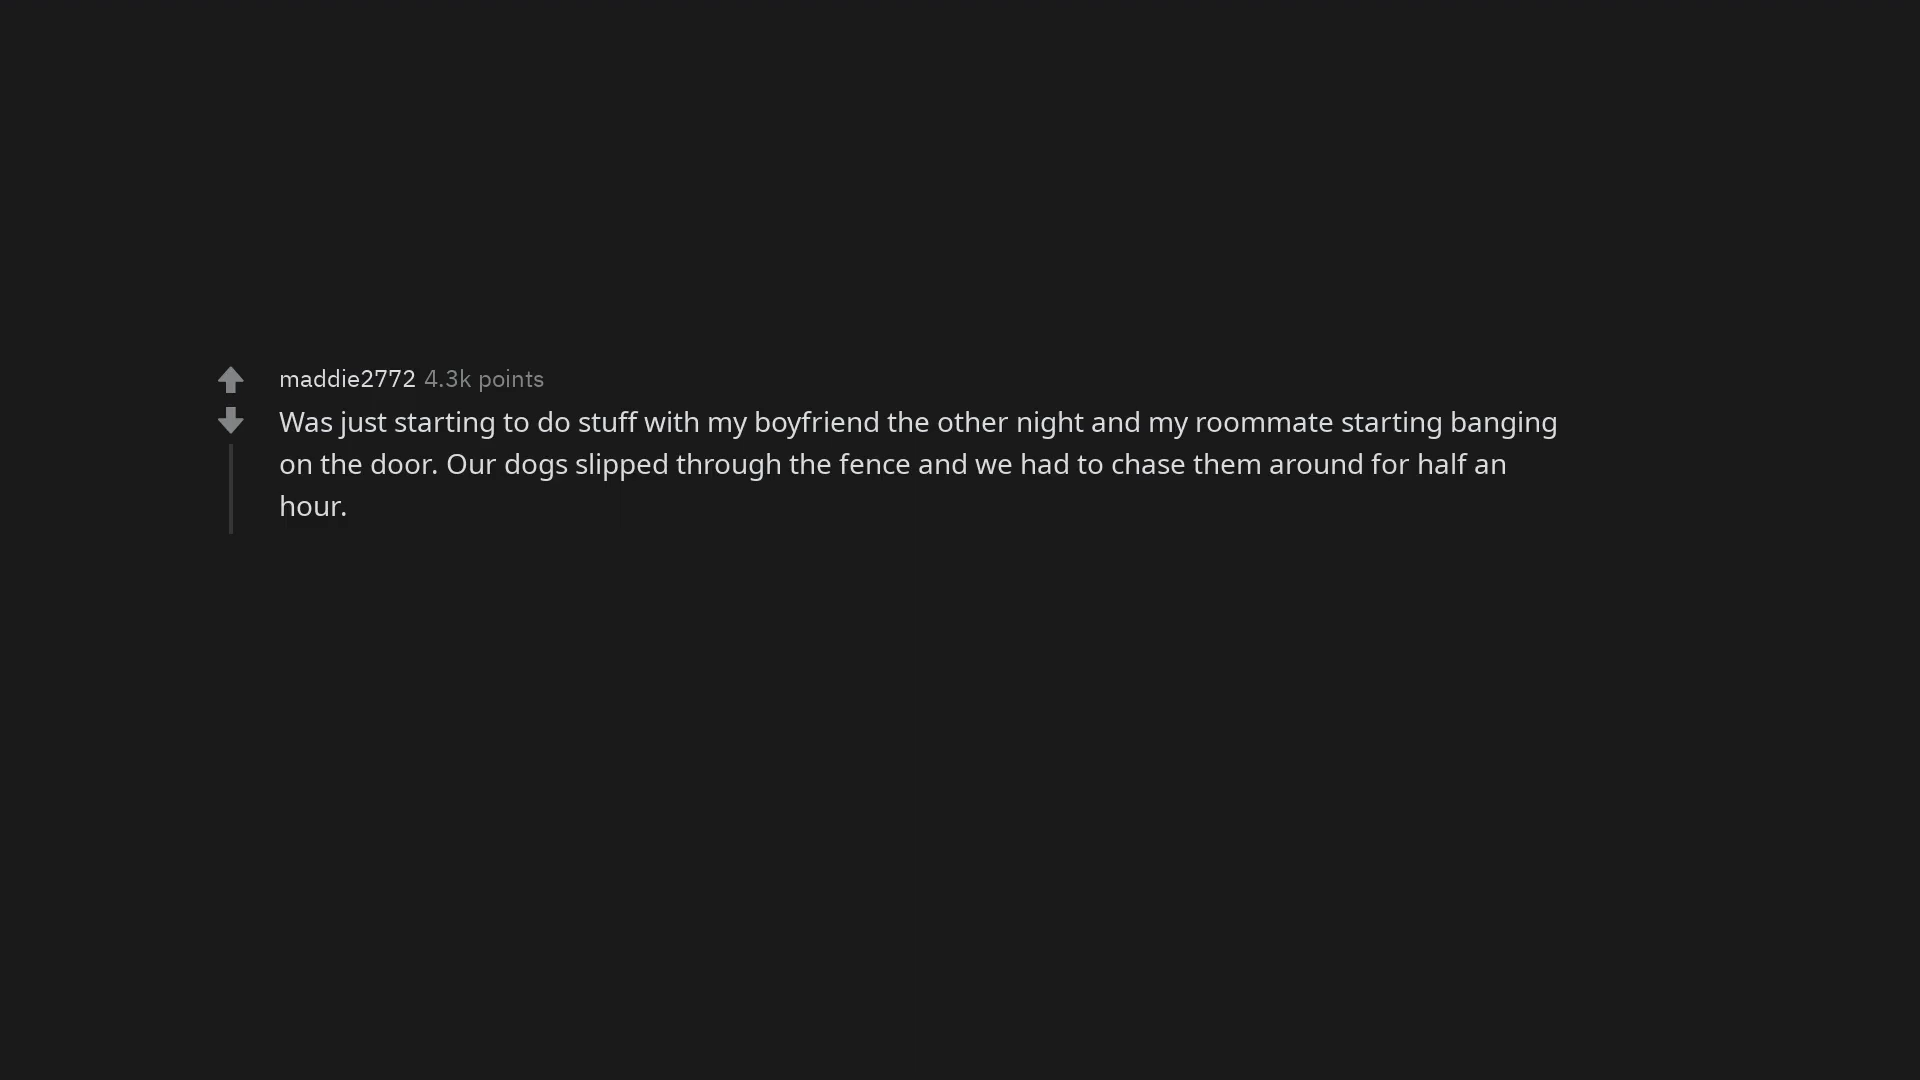 maddie2772 4.3k points
Was just starting to do stuff with my boyfriend the other night and my roommate starting banging
on the door. Our dogs slipped through the fence and we had to chase them around for half an
hour.